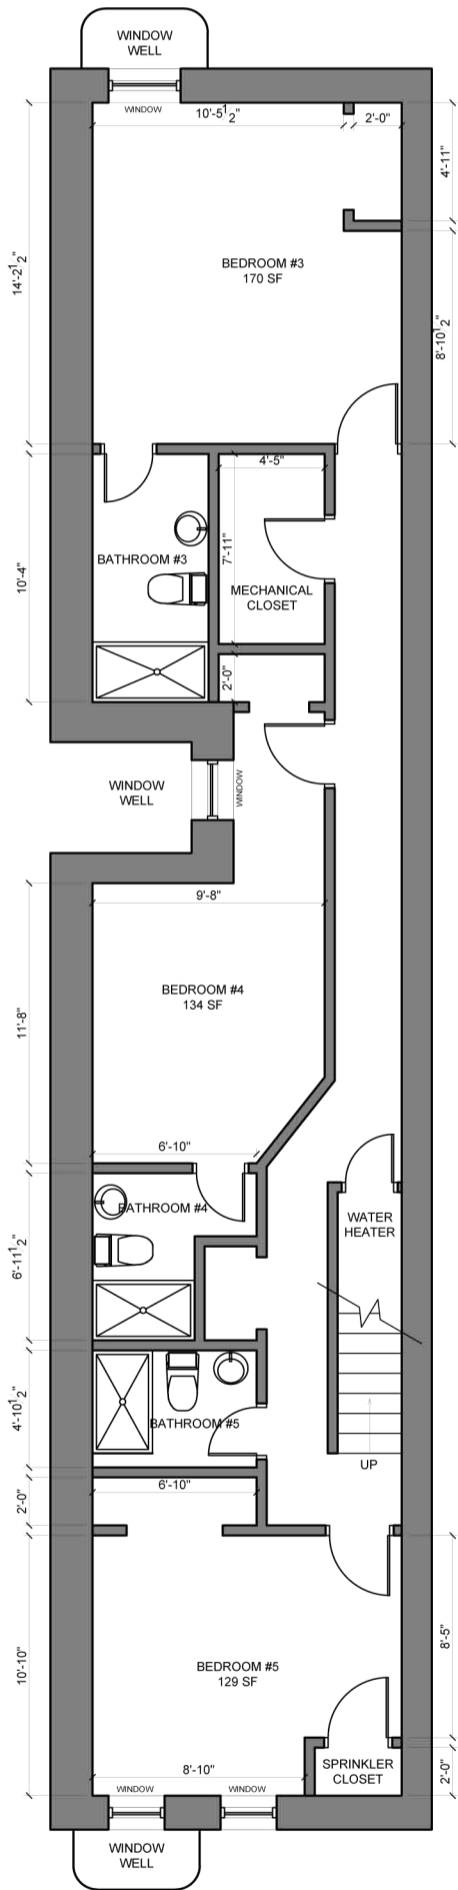 WINDOW
WELL
WINDOW
10'-5 1/2"
2'-0"
4'-11"
14'-2 1/2"
BEDROOM #3
170 SF
8'-10 1/2"
4'-5"
7'-11"
BATHROOM #3
10'-4"
MECHANICAL
CLOSET
2'-0"
WINDOW
WELL
WINDOW
9'-8"
BEDROOM #4
134 SF
11'-8"
6'-10"
BATHROOM #4
WATER
HEATER
6'-11 1/2"
4'-10 1/2"
BATHROOM #5
UP
6'-10"
2'-0"
BEDROOM #5
129 SF
8'-5"
10'-10"
8'-10"
SPRINKLER
CLOSET
2'-0"
WINDOW
WINDOW
WINDOW
WELL